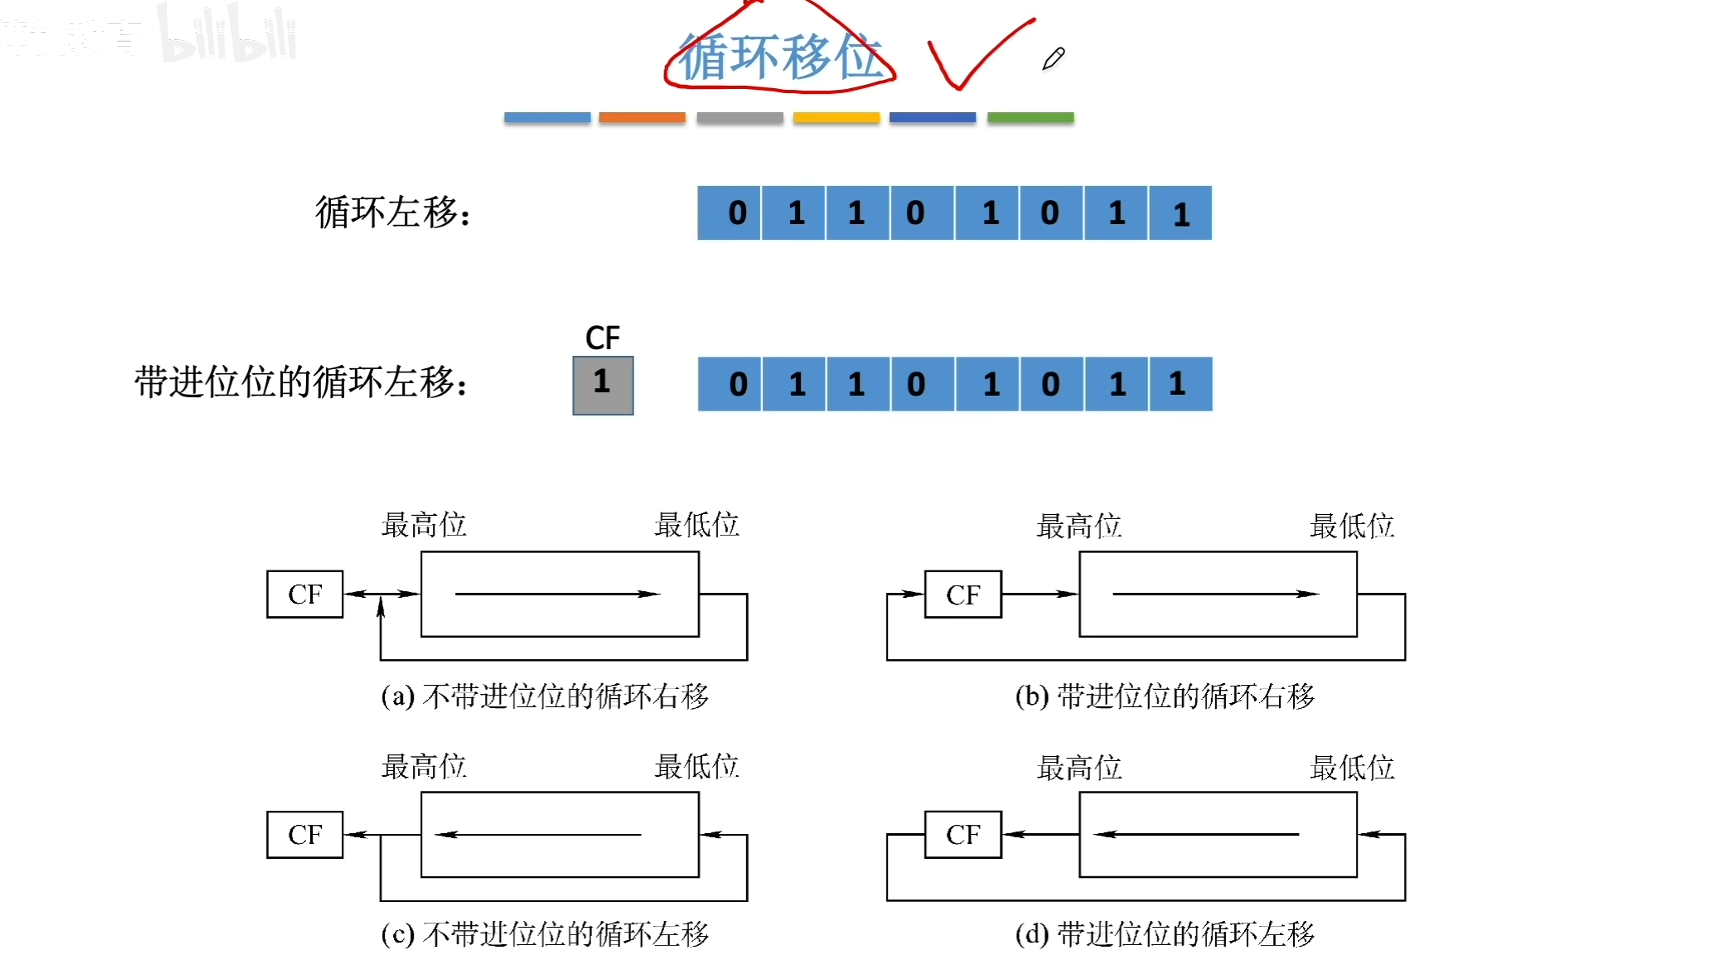 bilibili
循环移位
循环左移：
0 1 1 0 1 0 1 1
CF
带进位位的循环左移：
1
0 1 1 0 1 0 1 1
最高位 最低位 最高位 最低位
CF CF
(a) 不带进位位的循环右移 (b) 带进位位的循环右移
最高位 最低位 最高位 最低位
CF CF
(c) 不带进位位的循环左移 (d) 带进位位的循环左移